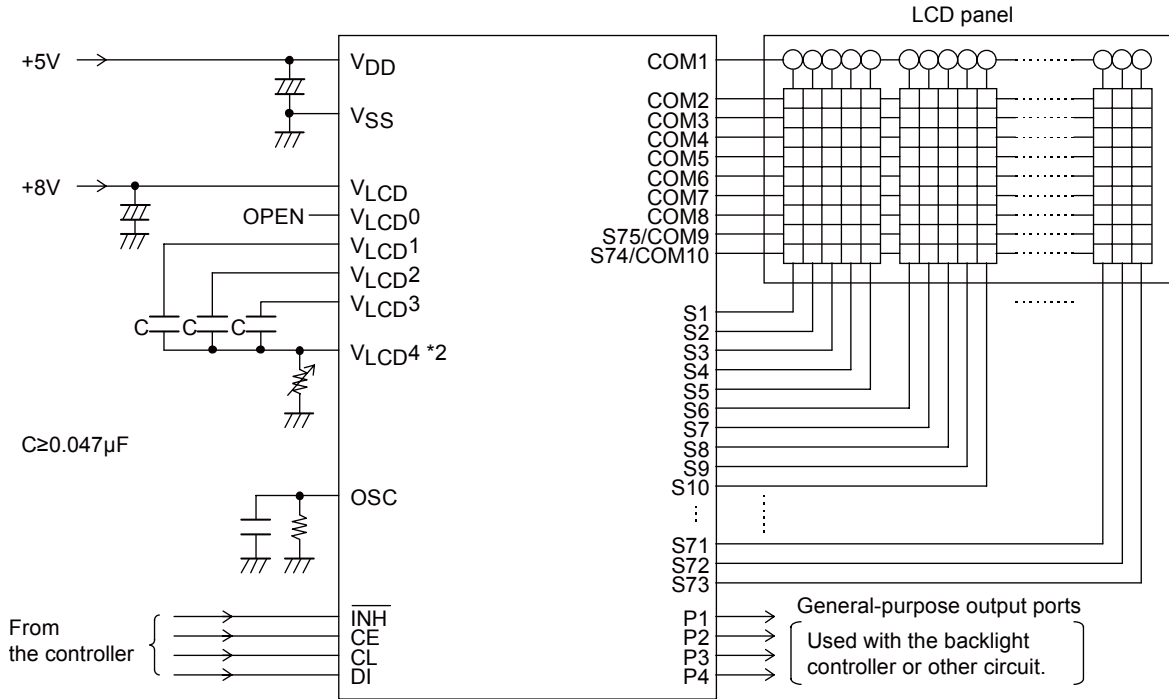 LCD panel
+5V
VDD
VSS
+8V
VLCD
OPEN
VLCD0
VLCD1
VLCD2
VLCD3
C
C
C
VLCD4 *2
C≥0.047µF
OSC
From
the controller
INH
CE
CL
DI
COM1
COM2
COM3
COM4
COM5
COM6
COM7
COM8
S75/COM9
S74/COM10
S1
S2
S3
S4
S5
S6
S7
S8
S9
S10
S71
S72
S73
P1
P2
P3
P4
General-purpose output ports
Used with the backlight
controller or other circuit.